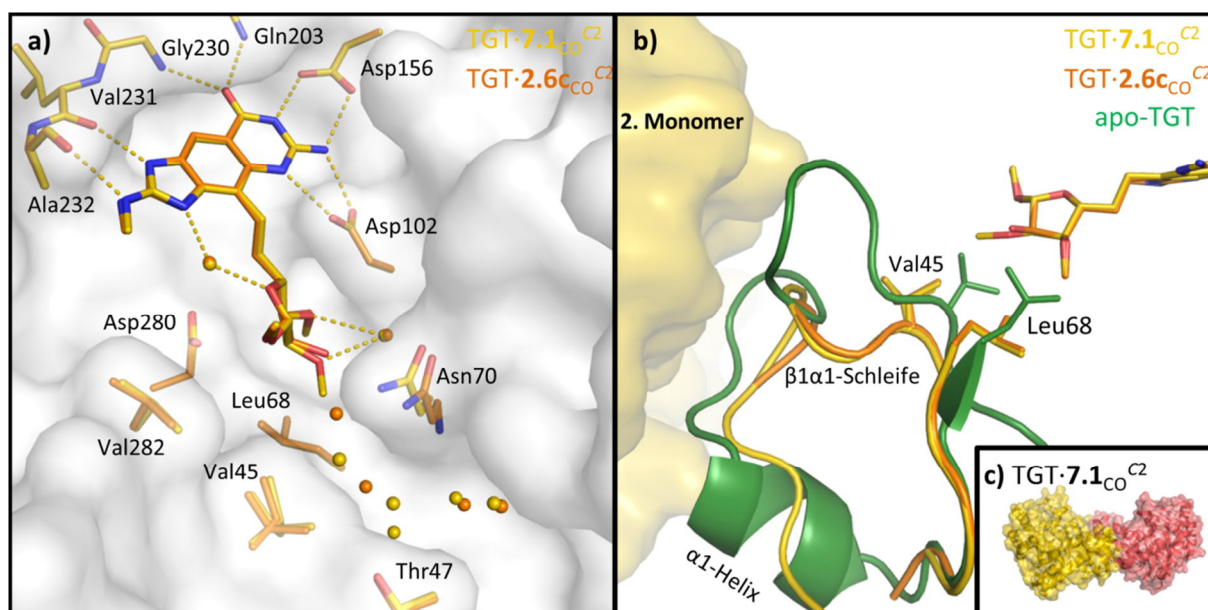 a)
Gly230
Gln203
TGT·7.1CO^C2
TGT·2.6cCO^C2
Asp156
Val231
Ala232
Asp102
Asp280
Asn70
Leu68
Val282
Val45
Thr47
b)
TGT·7.1CO^C2
TGT·2.6cCO^C2
apo-TGT
2. Monomer
Val45
Leu68
β1α1-Schleife
α1-Helix
c) TGT·7.1CO^C2